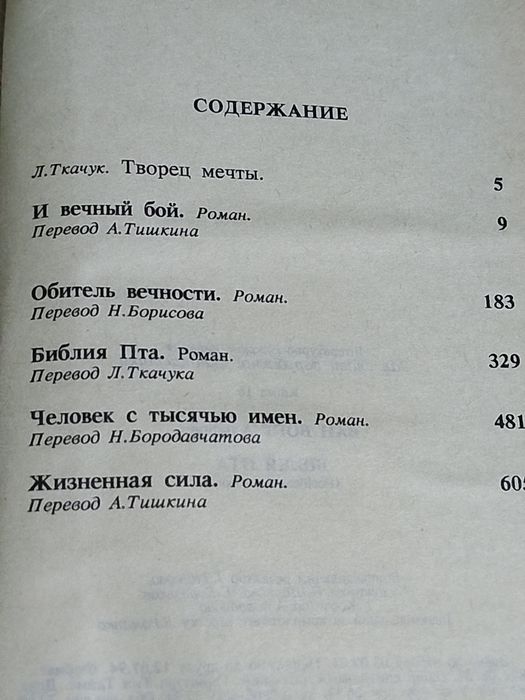 СОДЕРЖАНИЕ
Л.Ткачук. Творец мечты. 5
И вечный бой. Роман. 9
Перевод А.Тишкина
Обитель вечности. Роман. 183
Перевод Н.Борисова
Библия Пта. Роман. 329
Перевод Л.Ткачука
Человек с тысячью имен. Роман. 481
Перевод Н.Бородавчатова
Жизненная сила. Роман. 605
Перевод А.Тишкина